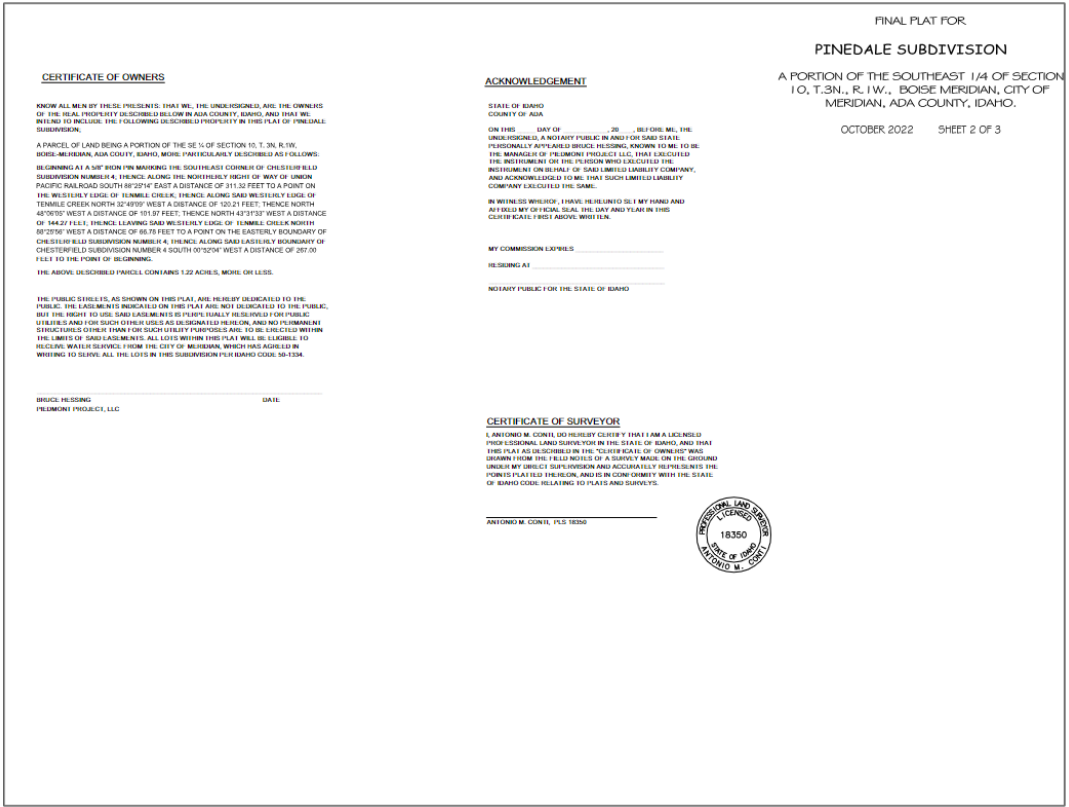 FINAL PLAT FOR
PINEDALE SUBDIVISION
A PORTION OF THE SOUTHEAST 1/4 OF SECTION
10, T.3N., R.1W., BOISE MERIDIAN, CITY OF
MERIDIAN, ADA COUNTY, IDAHO.
OCTOBER 2022 SHEET 2 OF 3
CERTIFICATE OF OWNERS
KNOW ALL MEN BY THESE PRESENTS: THAT WE, THE UNDERSIGNED, ARE THE OWNERS
OF THE REAL PROPERTY DESCRIBED BELOW IN ADA COUNTY, IDAHO, AND THAT WE
INTEND TO INCLUDE THE FOLLOWING DESCRIBED PROPERTY IN THIS PLAT OF PINEDALE
SUBDIVISION;
A PARCEL OF LAND BEING A PORTION OF THE SE ¼ OF SECTION 10, T. 3N, R.1W,
BOISE-MERIDIAN, ADA COUTY, IDAHO, MORE PARTICULARLY DESCRIBED AS FOLLOWS:
BEGINNING AT A 5/8" IRON PIN MARKING THE SOUTHEAST CORNER OF CHESTERFIELD
SUBDIVISION NUMBER 4, THENCE ALONG THE NORTHERLY RIGHT OF WAY OF UNION
PACIFIC RAILROAD SOUTH 88°25'14" EAST A DISTANCE OF 311.32 FEET TO A POINT ON
THE WESTERLY EDGE OF TENMILE CREEK; THENCE ALONG SAID WESTERLY EDGE OF
TENMILE CREEK NORTH 32°49'09" WEST A DISTANCE OF 120.21 FEET; THENCE NORTH
48°06'05" WEST A DISTANCE OF 101.97 FEET; THENCE NORTH 43°31'33" WEST A DISTANCE
OF 144.27 FEET; THENCE LEAVING SAID WESTERLY EDGE OF TENMILE CREEK NORTH
88°25'56" WEST A DISTANCE OF 66.78 FEET TO A POINT ON THE EASTERLY BOUNDARY OF
CHESTERFIELD SUBDIVISION NUMBER 4; THENCE ALONG SAID EASTERLY BOUNDARY OF
CHESTERFIELD SUBDIVISION NUMBER 4 SOUTH 00°52'04" WEST A DISTANCE OF 267.00
FEET TO THE POINT OF BEGINNING.
THE ABOVE DESCRIBED PARCEL CONTAINS 1.22 ACRES, MORE OR LESS.
THE PUBLIC STREETS, AS SHOWN ON THIS PLAT, ARE HEREBY DEDICATED TO THE
PUBLIC. THE EASEMENTS INDICATED ON THIS PLAT ARE NOT DEDICATED TO THE PUBLIC,
BUT THE RIGHT TO USE SAID EASEMENTS IS PERPETUALLY RESERVED FOR PUBLIC
UTILITIES AND FOR SUCH OTHER USES AS DESIGNATED HEREON, AND NO PERMANENT
STRUCTURES OTHER THAN FOR SUCH UTILITY PURPOSES ARE TO BE ERECTED WITHIN
THE LIMITS OF SAID EASEMENTS. ALL LOTS WITHIN THIS PLAT WILL BE ELIGIBLE TO
RECEIVE WATER SERVICE FROM THE CITY OF MERIDIAN, WHICH HAS AGREED IN
WRITING TO SERVE ALL THE LOTS IN THIS SUBDIVISION PER IDAHO CODE 50-1334.
BRUCE HESSING DATE
PIEDMONT PROJECT, LLC
ACKNOWLEDGEMENT
STATE OF IDAHO
COUNTY OF ADA
ON THIS ____ DAY OF __________, 20 ___, BEFORE ME, THE
UNDERSIGNED, A NOTARY PUBLIC IN AND FOR SAID STATE
PERSONALLY APPEARED BRUCE HESSING, KNOWN TO ME TO BE
THE MANAGER OF PIEDMONT PROJECT LLC, THAT EXECUTED
THE INSTRUMENT OR THE PERSON WHO EXECUTED THE
INSTRUMENT ON BEHALF OF SAID LIMITED LIABILITY COMPANY,
AND ACKNOWLEDGED TO ME THAT SUCH LIMITED LIABILITY
COMPANY EXECUTED THE SAME.
IN WITNESS WHEREOF, I HAVE HEREUNTO SET MY HAND AND
AFFIXED MY OFFICIAL SEAL THE DAY AND YEAR IN THIS
CERTIFICATE FIRST ABOVE WRITTEN.
MY COMMISSION EXPIRES
RESIDING AT
NOTARY PUBLIC FOR THE STATE OF IDAHO
CERTIFICATE OF SURVEYOR
I, ANTONIO M. CONTI, DO HEREBY CERTIFY THAT I AM A LICENSED
PROFESSIONAL LAND SURVEYOR IN THE STATE OF IDAHO, AND THAT
THIS PLAT AS DESCRIBED IN THE "CERTIFICATE OF OWNERS" WAS
DRAWN FROM THE FIELD NOTES OF A SURVEY MADE ON THE GROUND
UNDER MY DIRECT SUPERVISION AND ACCURATELY REPRESENTS THE
POINTS PLATTED THEREON, AND IS IN CONFORMITY WITH THE STATE
OF IDAHO CODE RELATING TO PLATS AND SURVEYS.
ANTONIO M. CONTI, PLS 18350
PROFESSIONAL LAND SURVEYOR
LICENSED
18350
STATE OF IDAHO
ANTONIO M. CONTI